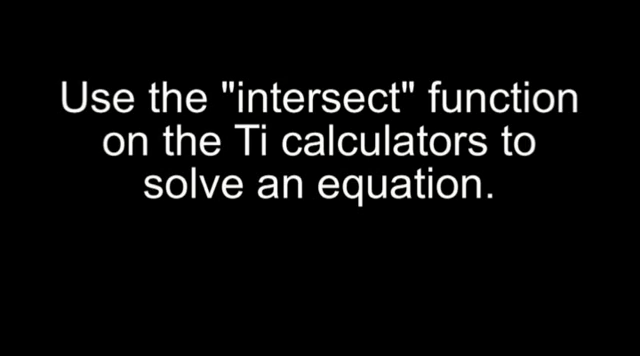 Use the "intersect" function
on the Ti calculators to
solve an equation.